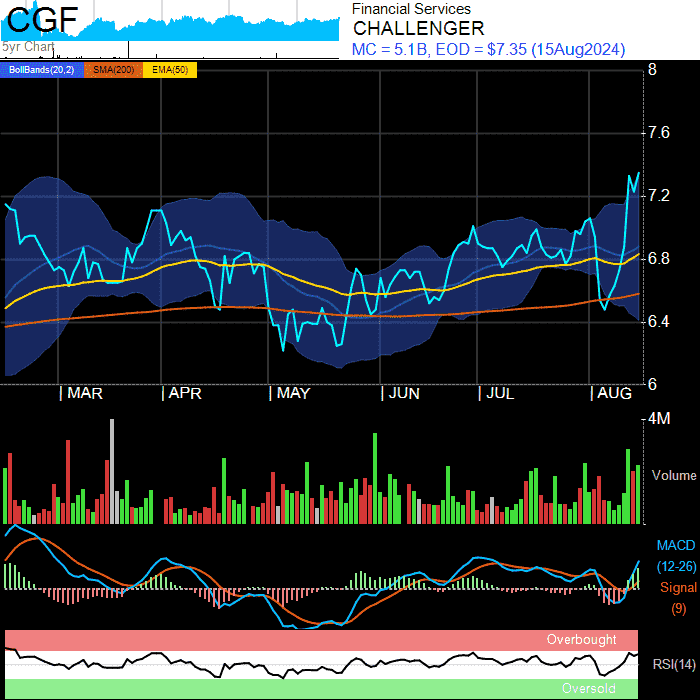 CGF
Financial Services
CHALLENGER
5yr Chart
MC = 5.1B, EOD = $7.35 (15Aug2024)
BollBands(20,2) SMA(200) EMA(50)
8
7.6
7.2
6.8
6.4
6
| MAR | APR | MAY | JUN | JUL | AUG
4M
Volume
MACD
(12-26)
Signal
(9)
Overbought
RSI(14)
Oversold